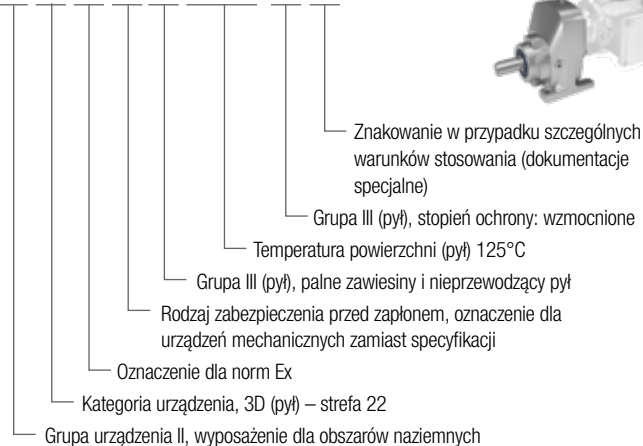 Znakowanie w przypadku szczególnych
warunków stosowania (dokumentacje
specjalne)
Grupa III (pył), stopień ochrony: wzmocnione
Temperatura powierzchni (pył) 125°C
Grupa III (pył), palne zawiesiny i nieprzewodzący pył
Rodzaj zabezpieczenia przed zapłonem, oznaczenie dla
urządzeń mechanicznych zamiast specyfikacji
Oznaczenie dla norm Ex
Kategoria urządzenia, 3D (pył) – strefa 22
Grupa urządzenia II, wyposażenie dla obszarów naziemnych